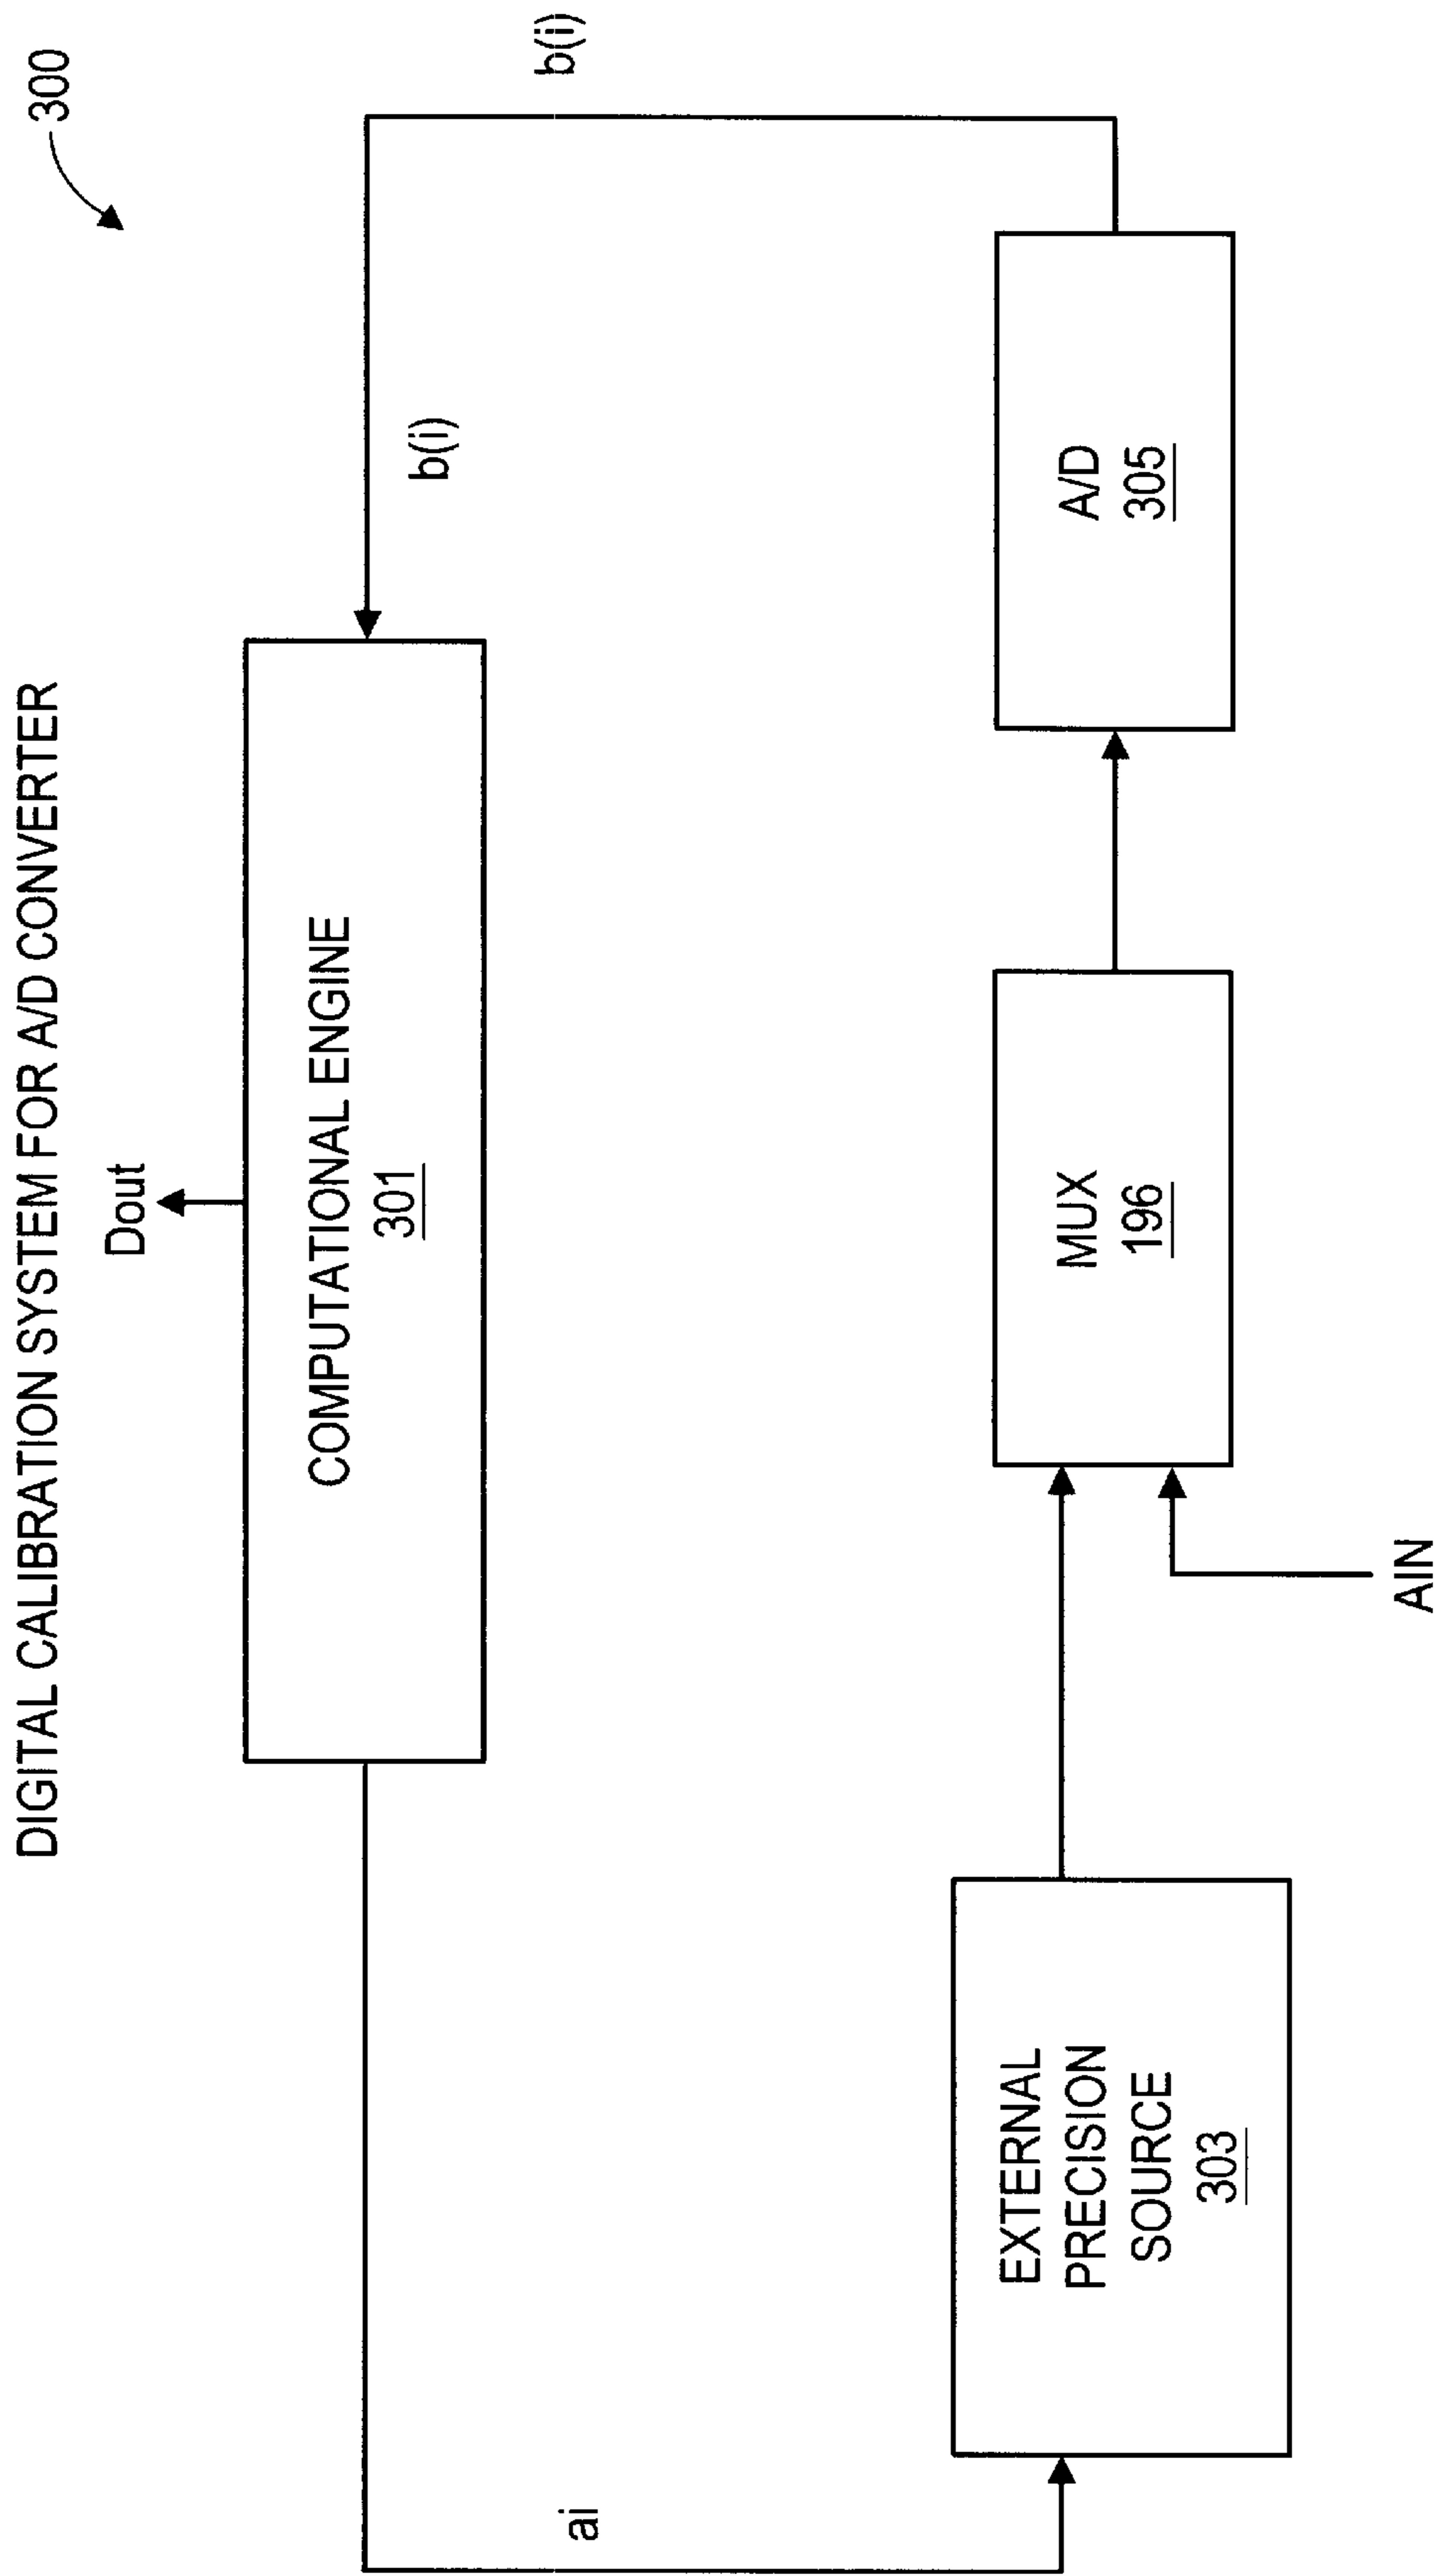 DIGITAL CALIBRATION SYSTEM FOR A/D CONVERTER
300
Dout
COMPUTATIONAL ENGINE
301
ai
b(i)
b(i)
EXTERNAL
PRECISION
SOURCE
303
MUX
196
A/D
305
AIN